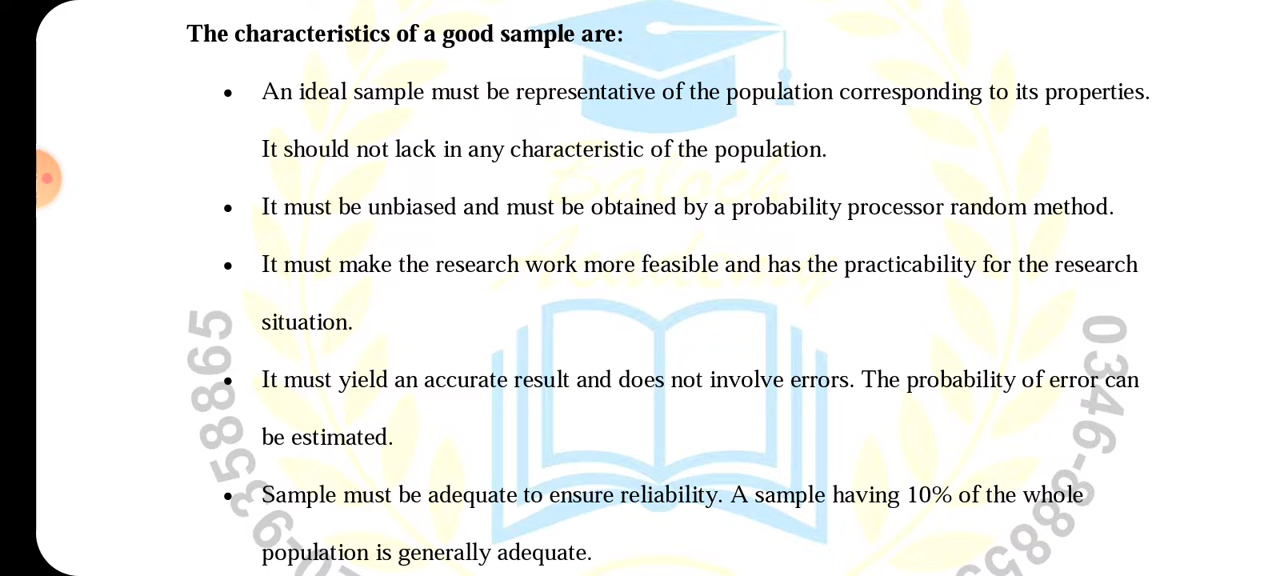 The characteristics of a good sample are:
• An ideal sample must be representative of the population corresponding to its properties.
It should not lack in any characteristic of the population.
• It must be unbiased and must be obtained by a probability processor random method.
• It must make the research work more feasible and has the practicability for the research
situation.
• It must yield an accurate result and does not involve errors. The probability of error can
be estimated.
• Sample must be adequate to ensure reliability. A sample having 10% of the whole
population is generally adequate.
Baloch
Academy